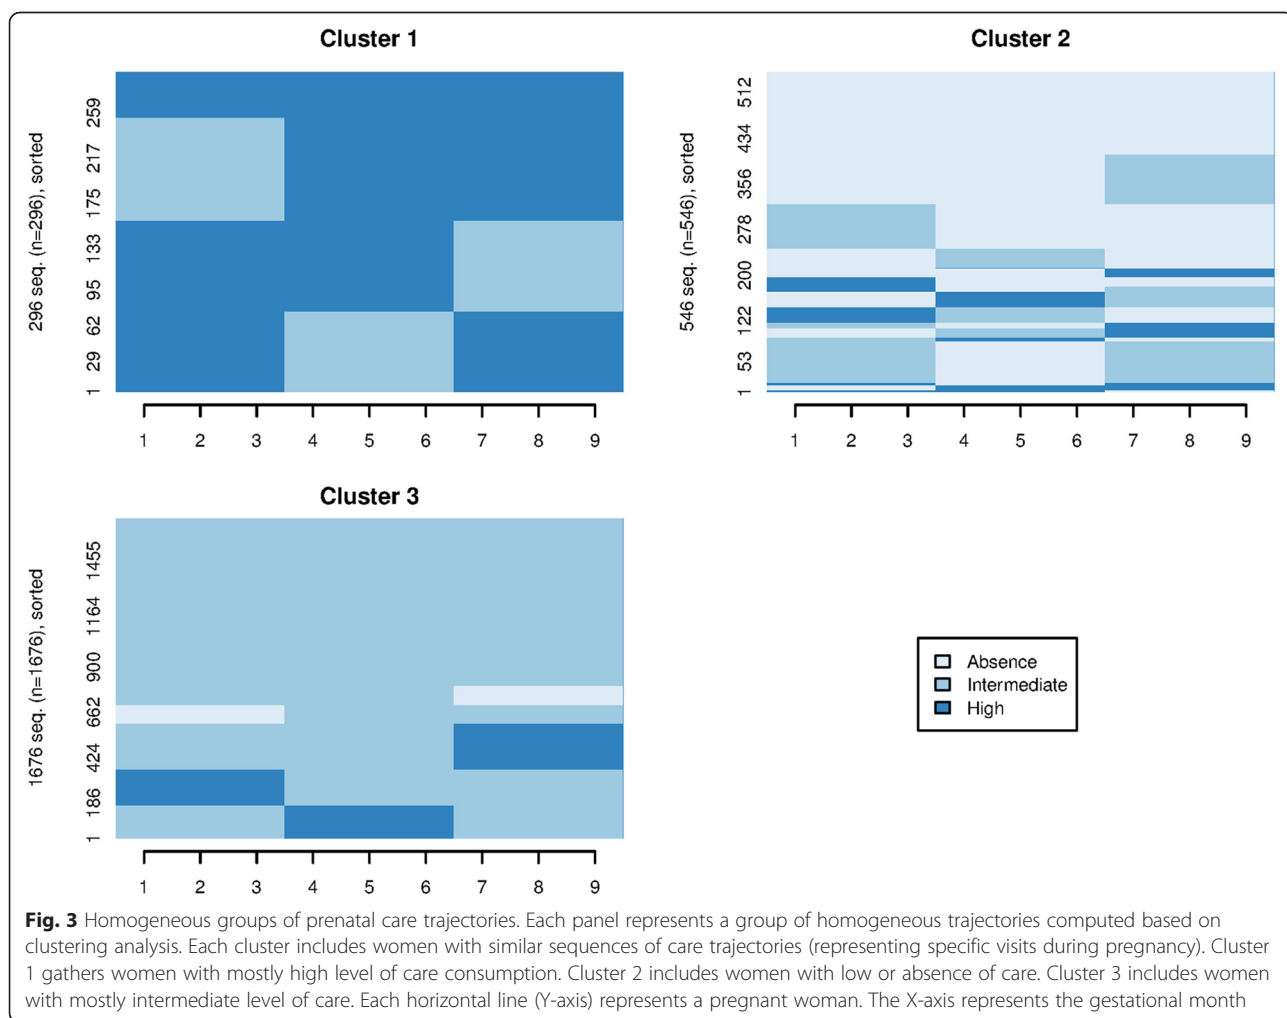 Cluster 1
296 seq. (n=296), sorted
259
217
175
133
95
62
29
1
1 2 3 4 5 6 7 8 9
Cluster 2
546 seq. (n=546), sorted
512
434
356
278
200
122
53
1
1 2 3 4 5 6 7 8 9
Cluster 3
1676 seq. (n=1676), sorted
1455
1164
900
662
424
186
1
1 2 3 4 5 6 7 8 9
Absence
Intermediate
High
Fig. 3 Homogeneous groups of prenatal care trajectories. Each panel represents a group of homogeneous trajectories computed based on
clustering analysis. Each cluster includes women with similar sequences of care trajectories (representing specific visits during pregnancy). Cluster
1 gathers women with mostly high level of care consumption. Cluster 2 includes women with low or absence of care. Cluster 3 includes women
with mostly intermediate level of care. Each horizontal line (Y-axis) represents a pregnant woman. The X-axis represents the gestational month